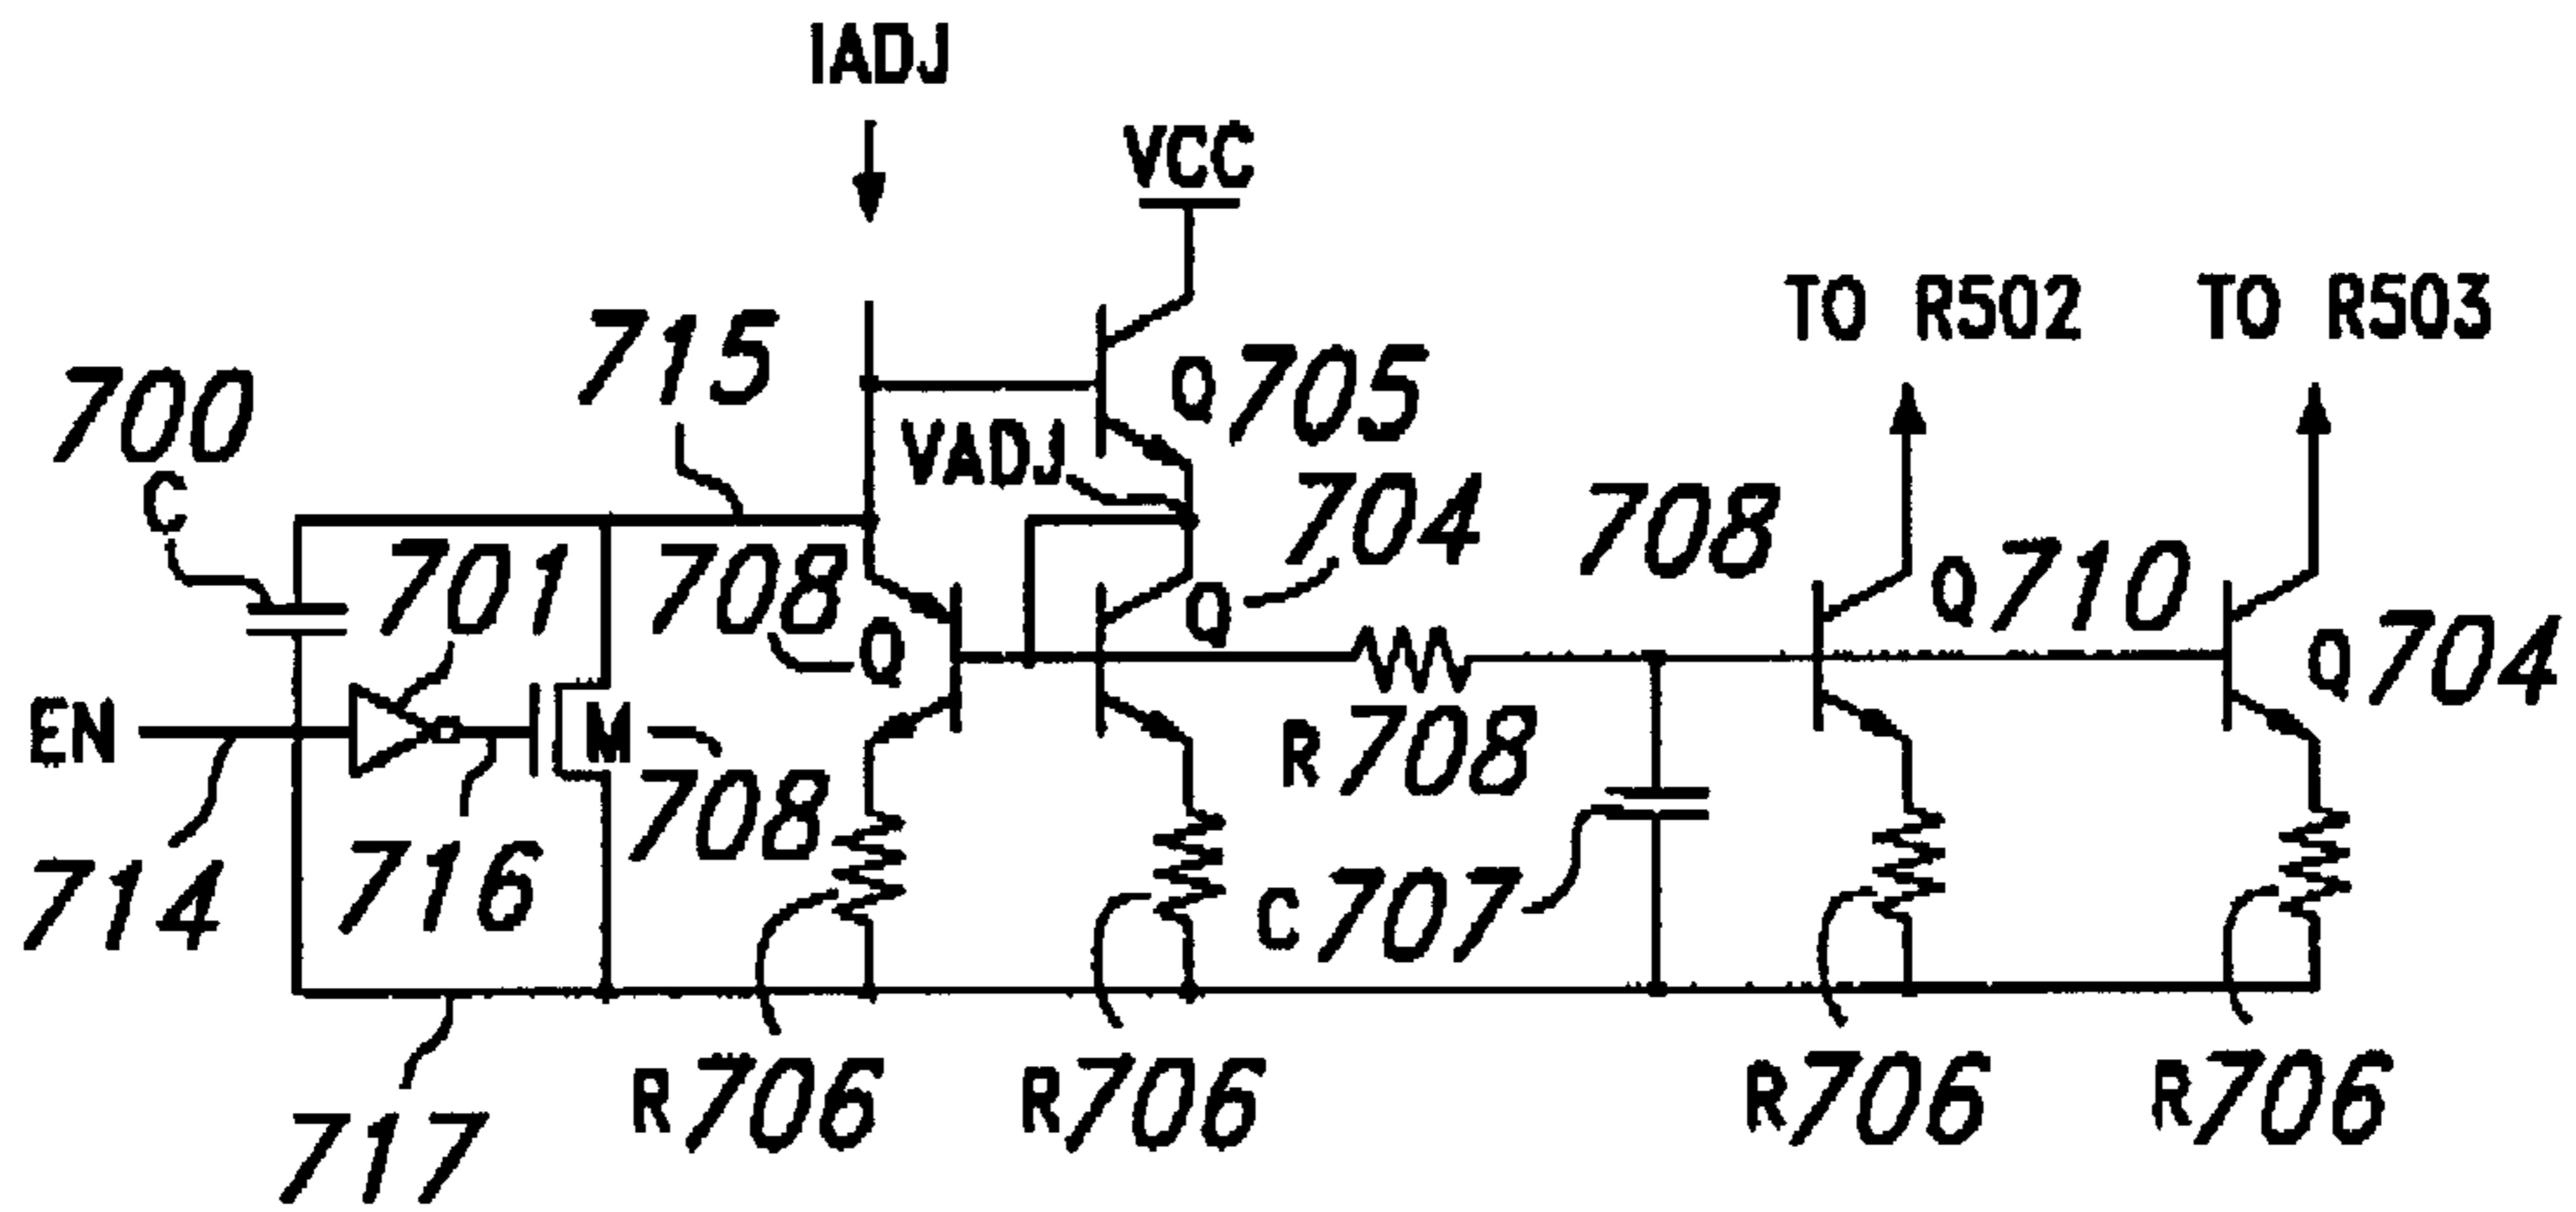 IADJ
VCC
TO R502 TO R503
715
Q705
700
C
VADJ
704
708
701
708
Q
Q
Q710
Q704
EN
M
R708
708
714
716
C707
R706
R706
R706
R706
717